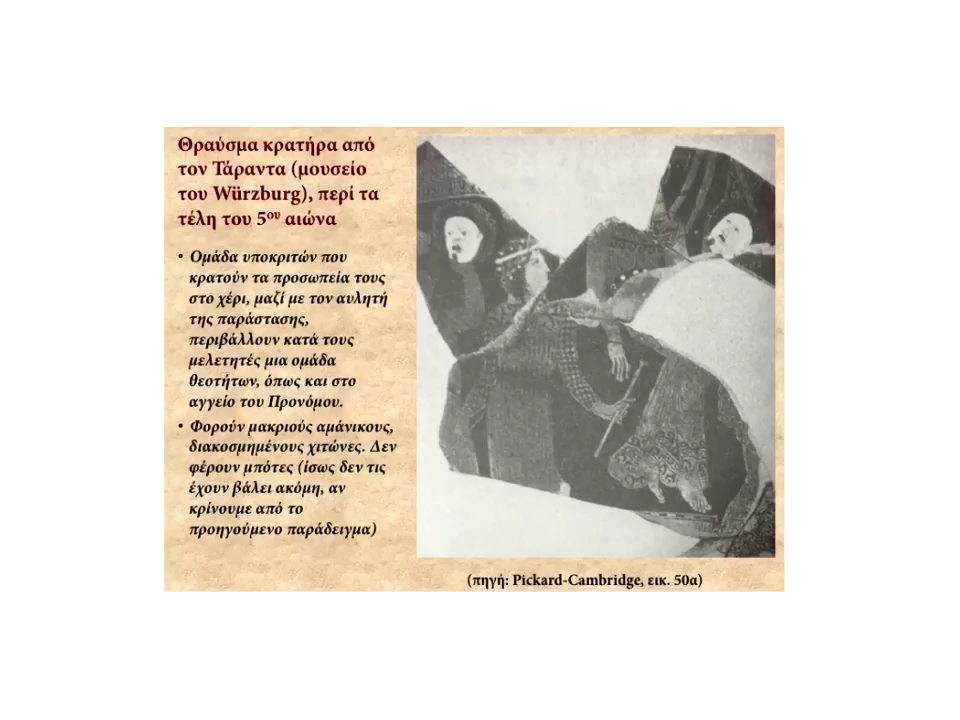 Θραύσμα κρατήρα από
τον Τάραντα (μουσείο
του Würzburg), περί τα
τέλη του 5ου αιώνα
• Ομάδα υποκριτών που
κρατούν τα προσωπεία τους
στο χέρι, μαζί με τον αυλητή
της παράστασης,
περιβάλλουν κατά τους
μελετητές μια ομάδα
θεοτήτων, όπως και στο
αγγείο του Προνόμου.
• Φορούν μακριούς αμάνικους,
διακοσμημένους χιτώνες. Δεν
φέρουν μπότες (ίσως δεν τις
έχουν βάλει ακόμη, αν
κρίνουμε από το
προηγούμενο παράδειγμα)
(πηγή: Pickard-Cambridge, εικ. 50α)